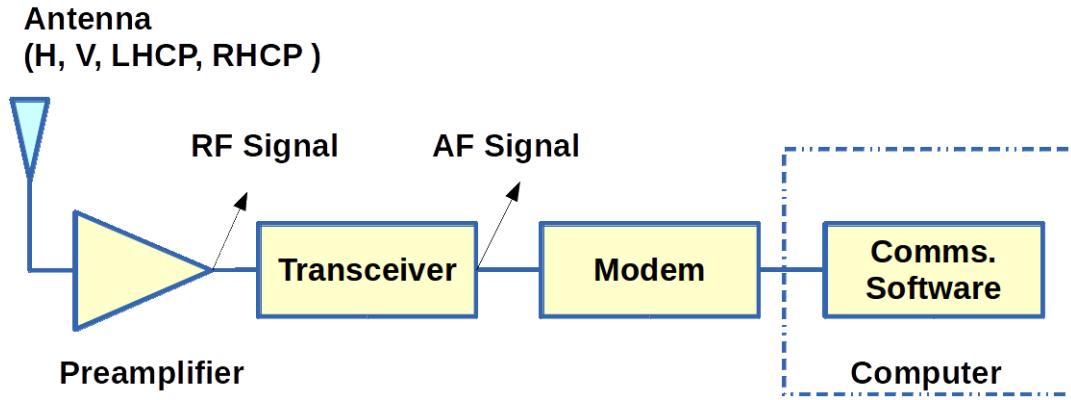 Antenna
(H, V, LHCP, RHCP )
RF Signal
AF Signal
Transceiver
Modem
Comms.
Software
Preamplifier
Computer